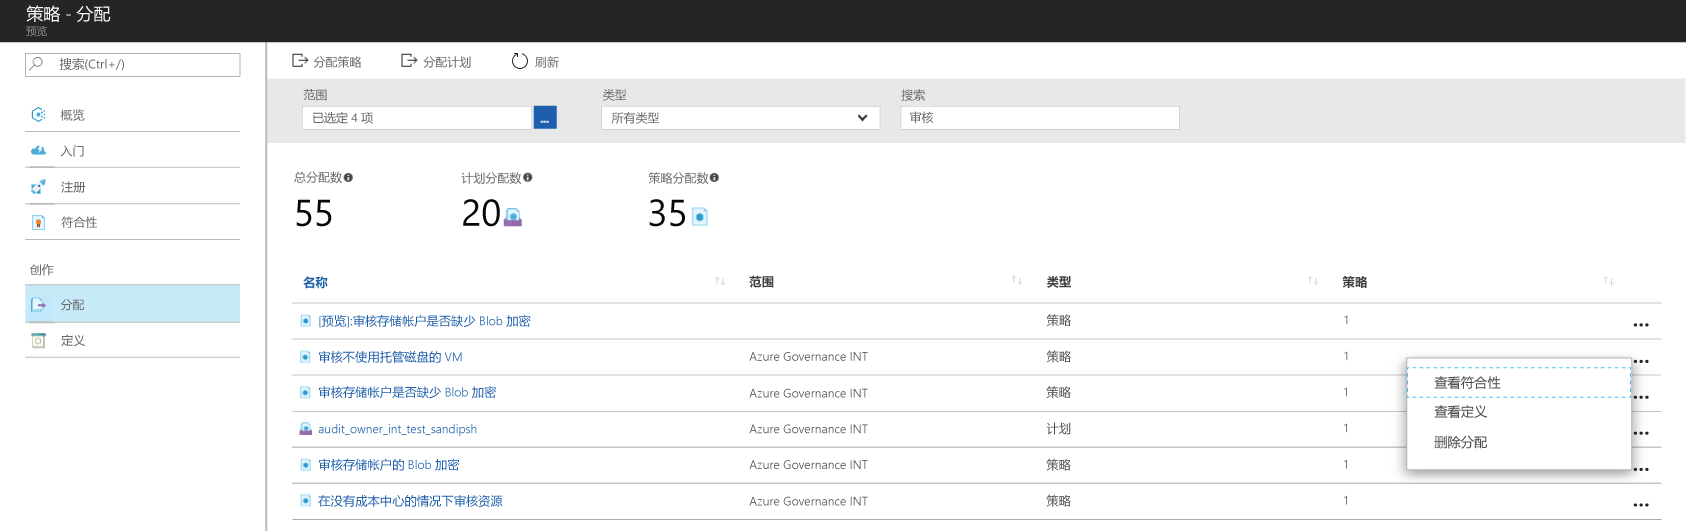 策略 - 分配
预览
搜索(Ctrl+/)
概览
入门
注册
符合性
创作
分配
定义
分配策略 分配计划 刷新
范围 类型 搜索
已选定 4 项 ... 所有类型 审核
总分配数 计划分配数 策略分配数
55 20 35
名称 范围 类型 策略
[预览]:审核存储帐户是否缺少 Blob 加密 策略 1
审核不使用托管磁盘的 VM Azure Governance INT 策略 1
审核存储帐户是否缺少 Blob 加密 Azure Governance INT 策略 1
audit_owner_int_test_sandipsh Azure Governance INT 计划 1
审核存储帐户的 Blob 加密 Azure Governance INT 策略 1
在没有成本中心的情况下审核资源 Azure Governance INT 策略 1
查看符合性
查看定义
删除分配